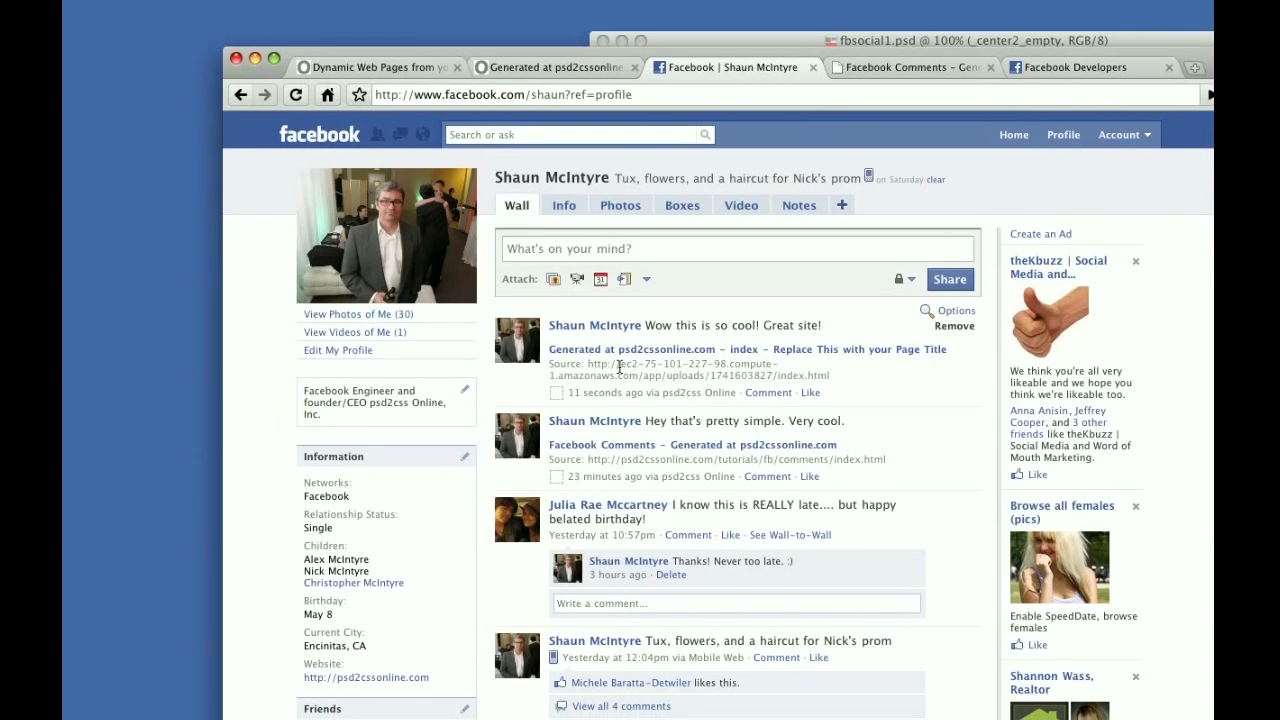 fbsocial1.psd @ 100% (_center2_empty, RGB/8)
Dynamic Web Pages from yo
Generated at psd2cssonline
Facebook | Shaun McIntyre
Facebook Comments – Gene
Facebook Developers
http://www.facebook.com/shaun?ref=profile
facebook
Search or ask
Home
Profile
Account
Shaun McIntyre Tux, flowers, and a haircut for Nick's prom on Saturday clear
Wall
Info
Photos
Boxes
Video
Notes
+
What's on your mind?
Attach:
31
Share
Options
View Photos of Me (30)
View Videos of Me (1)
Edit My Profile
Facebook Engineer and
founder/CEO psd2css Online,
Inc.
Information
Networks:
Facebook
Relationship Status:
Single
Children:
Alex McIntyre
Nick McIntyre
Christopher McIntyre
Birthday:
May 8
Current City:
Encinitas, CA
Website:
http://psd2cssonline.com
Friends
Shaun McIntyre Wow this is so cool! Great site!
Remove
Generated at psd2cssonline.com – index – Replace This with your Page Title
Source: http://ec2-75-101-227-98.compute-
1.amazonaws.com/app/uploads/1741603827/index.html
11 seconds ago via psd2css Online · Comment · Like
Shaun McIntyre Hey that's pretty simple. Very cool.
Facebook Comments – Generated at psd2cssonline.com
Source: http://psd2cssonline.com/tutorials/fb/comments/index.html
23 minutes ago via psd2css Online · Comment · Like
Julia Rae Mccartney I know this is REALLY late.... but happy
belated birthday!
Yesterday at 10:57pm · Comment · Like · See Wall-to-Wall
Shaun McIntyre Thanks! Never too late. :)
3 hours ago · Delete
Write a comment...
Shaun McIntyre Tux, flowers, and a haircut for Nick's prom
Yesterday at 12:04pm via Mobile Web · Comment · Like
Michele Baratta-Detwiler likes this.
View all 4 comments
Create an Ad
theKbuzz | Social
Media and...
We think you're all very
likeable and we hope you
think we're likeable too.
Anna Anisin, Jeffrey
Cooper, and 3 other
friends like theKbuzz |
Social Media and Word of
Mouth Marketing.
Like
Browse all females
(pics)
Enable SpeedDate, browse
females
Like
Shannon Wass,
Realtor